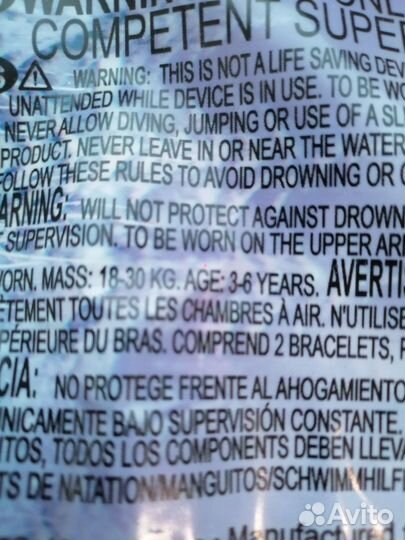 WARNIN
COMPETENT SUPER
WARNING: THIS IS NOT A LIFE SAVING DEV
UNATTENDED WHILE DEVICE IS IN USE. TO BE WO
NEVER ALLOW DIVING, JUMPING OR USE OF A SL
PRODUCT. NEVER LEAVE IN OR NEAR THE WATER
FOLLOW THESE RULES TO AVOID DROWNING OR
ARNING: WILL NOT PROTECT AGAINST DROWN
T SUPERVISION. TO BE WORN ON THE UPPER AR
ORN. MASS: 18-30 KG. AGE: 3-6 YEARS. AVERTIS
ÈTEMENT TOUTES LES CHAMBRES À AIR. N'UTILISE
PÉRIEURE DU BRAS. COMPREND 2 BRACELETS, P
CIA: NO PROTEGE FRENTE AL AHOGAMIENTO
NICAMENTE BAJO SUPERVISIÓN CONSTANTE.
ITOS, TODOS LOS COMPONENTS DEBEN LLEVA
TS DE NATATION/MANGUITOS/SCHWIMMHILF
Manufactured
Avito